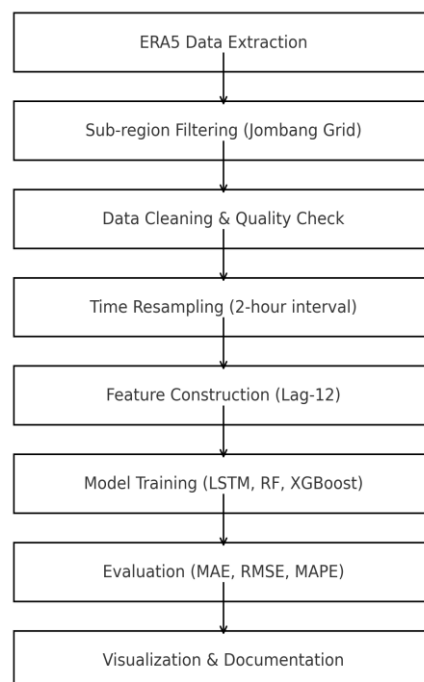 ERA5 Data Extraction
Sub-region Filtering (Jombang Grid)
Data Cleaning & Quality Check
Time Resampling (2-hour interval)
Feature Construction (Lag-12)
Model Training (LSTM, RF, XGBoost)
Evaluation (MAE, RMSE, MAPE)
Visualization & Documentation